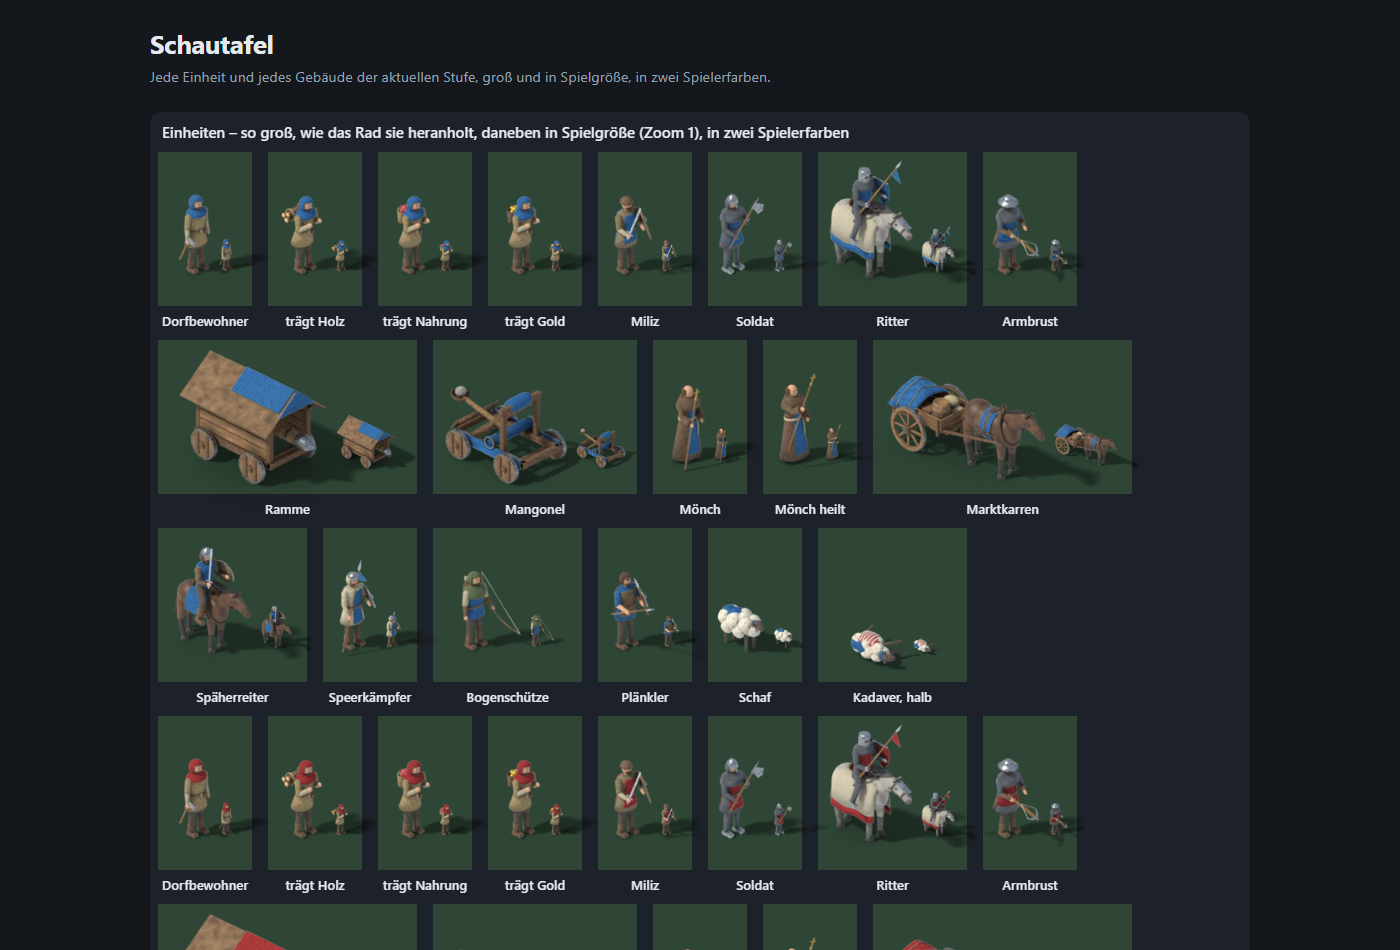 Schautafel
Jede Einheit und jedes Gebäude der aktuellen Stufe, groß und in Spielgröße, in zwei Spielerfarben.
Einheiten – so groß, wie das Rad sie heranholt, daneben in Spielgröße (Zoom 1), in zwei Spielerfarben
Dorfbewohner trägt Holz trägt Nahrung trägt Gold Miliz Soldat Ritter Armbrust
Ramme Mangonel Mönch Mönch heilt Marktkarren
Späherreiter Speerkämpfer Bogenschütze Plänkler Schaf Kadaver, halb
Dorfbewohner trägt Holz trägt Nahrung trägt Gold Miliz Soldat Ritter Armbrust